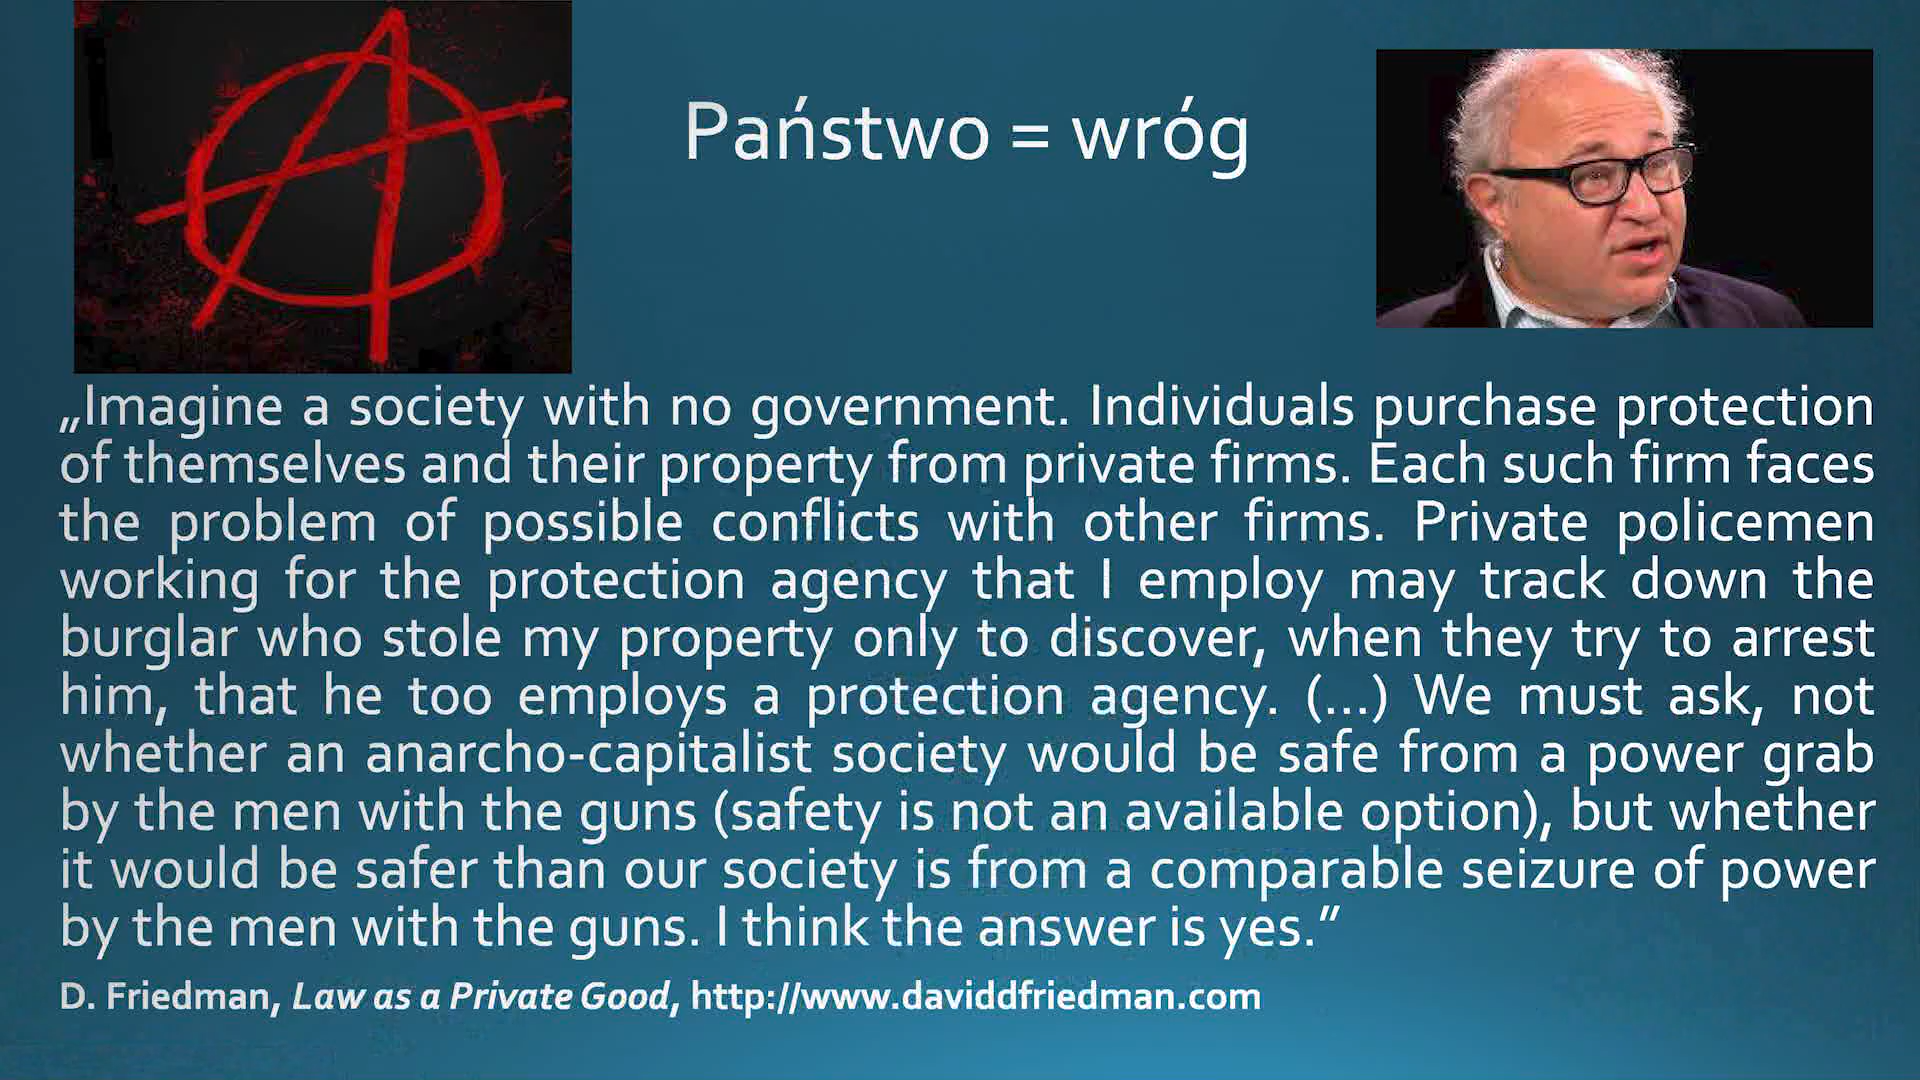 Państwo = wróg
„Imagine a society with no government. Individuals purchase protection
of themselves and their property from private firms. Each such firm faces
the problem of possible conflicts with other firms. Private policemen
working for the protection agency that I employ may track down the
burglar who stole my property only to discover, when they try to arrest
him, that he too employs a protection agency. (…) We must ask, not
whether an anarcho-capitalist society would be safe from a power grab
by the men with the guns (safety is not an available option), but whether
it would be safer than our society is from a comparable seizure of power
by the men with the guns. I think the answer is yes.”
D. Friedman, Law as a Private Good, http://www.daviddfriedman.com